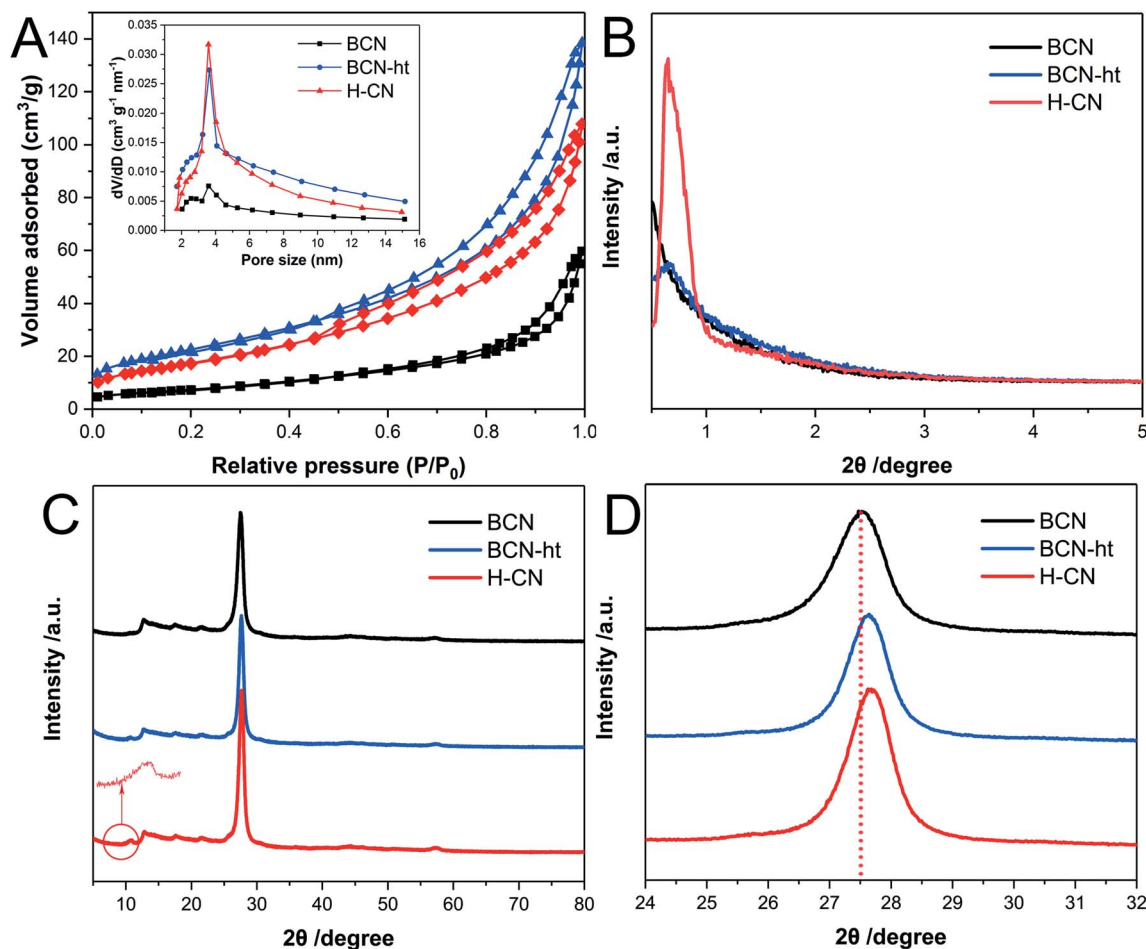 A
Volume adsorbed (cm³/g)
140
120
100
80
60
40
20
0
0.0 0.2 0.4 0.6 0.8 1.0
Relative pressure (P/P₀)
dV/dD (cm³ g⁻¹ nm⁻¹)
0.035
0.030
0.025
0.020
0.015
0.010
0.005
0.000
2 4 6 8 10 12 14 16
Pore size (nm)
BCN
BCN-ht
H-CN
B
Intensity /a.u.
BCN
BCN-ht
H-CN
1 2 3 4 5
2θ /degree
C
Intensity /a.u.
BCN
BCN-ht
H-CN
10 20 30 40 50 60 70 80
2θ /degree
D
Intensity /a.u.
BCN
BCN-ht
H-CN
24 25 26 27 28 29 30 31 32
2θ /degree